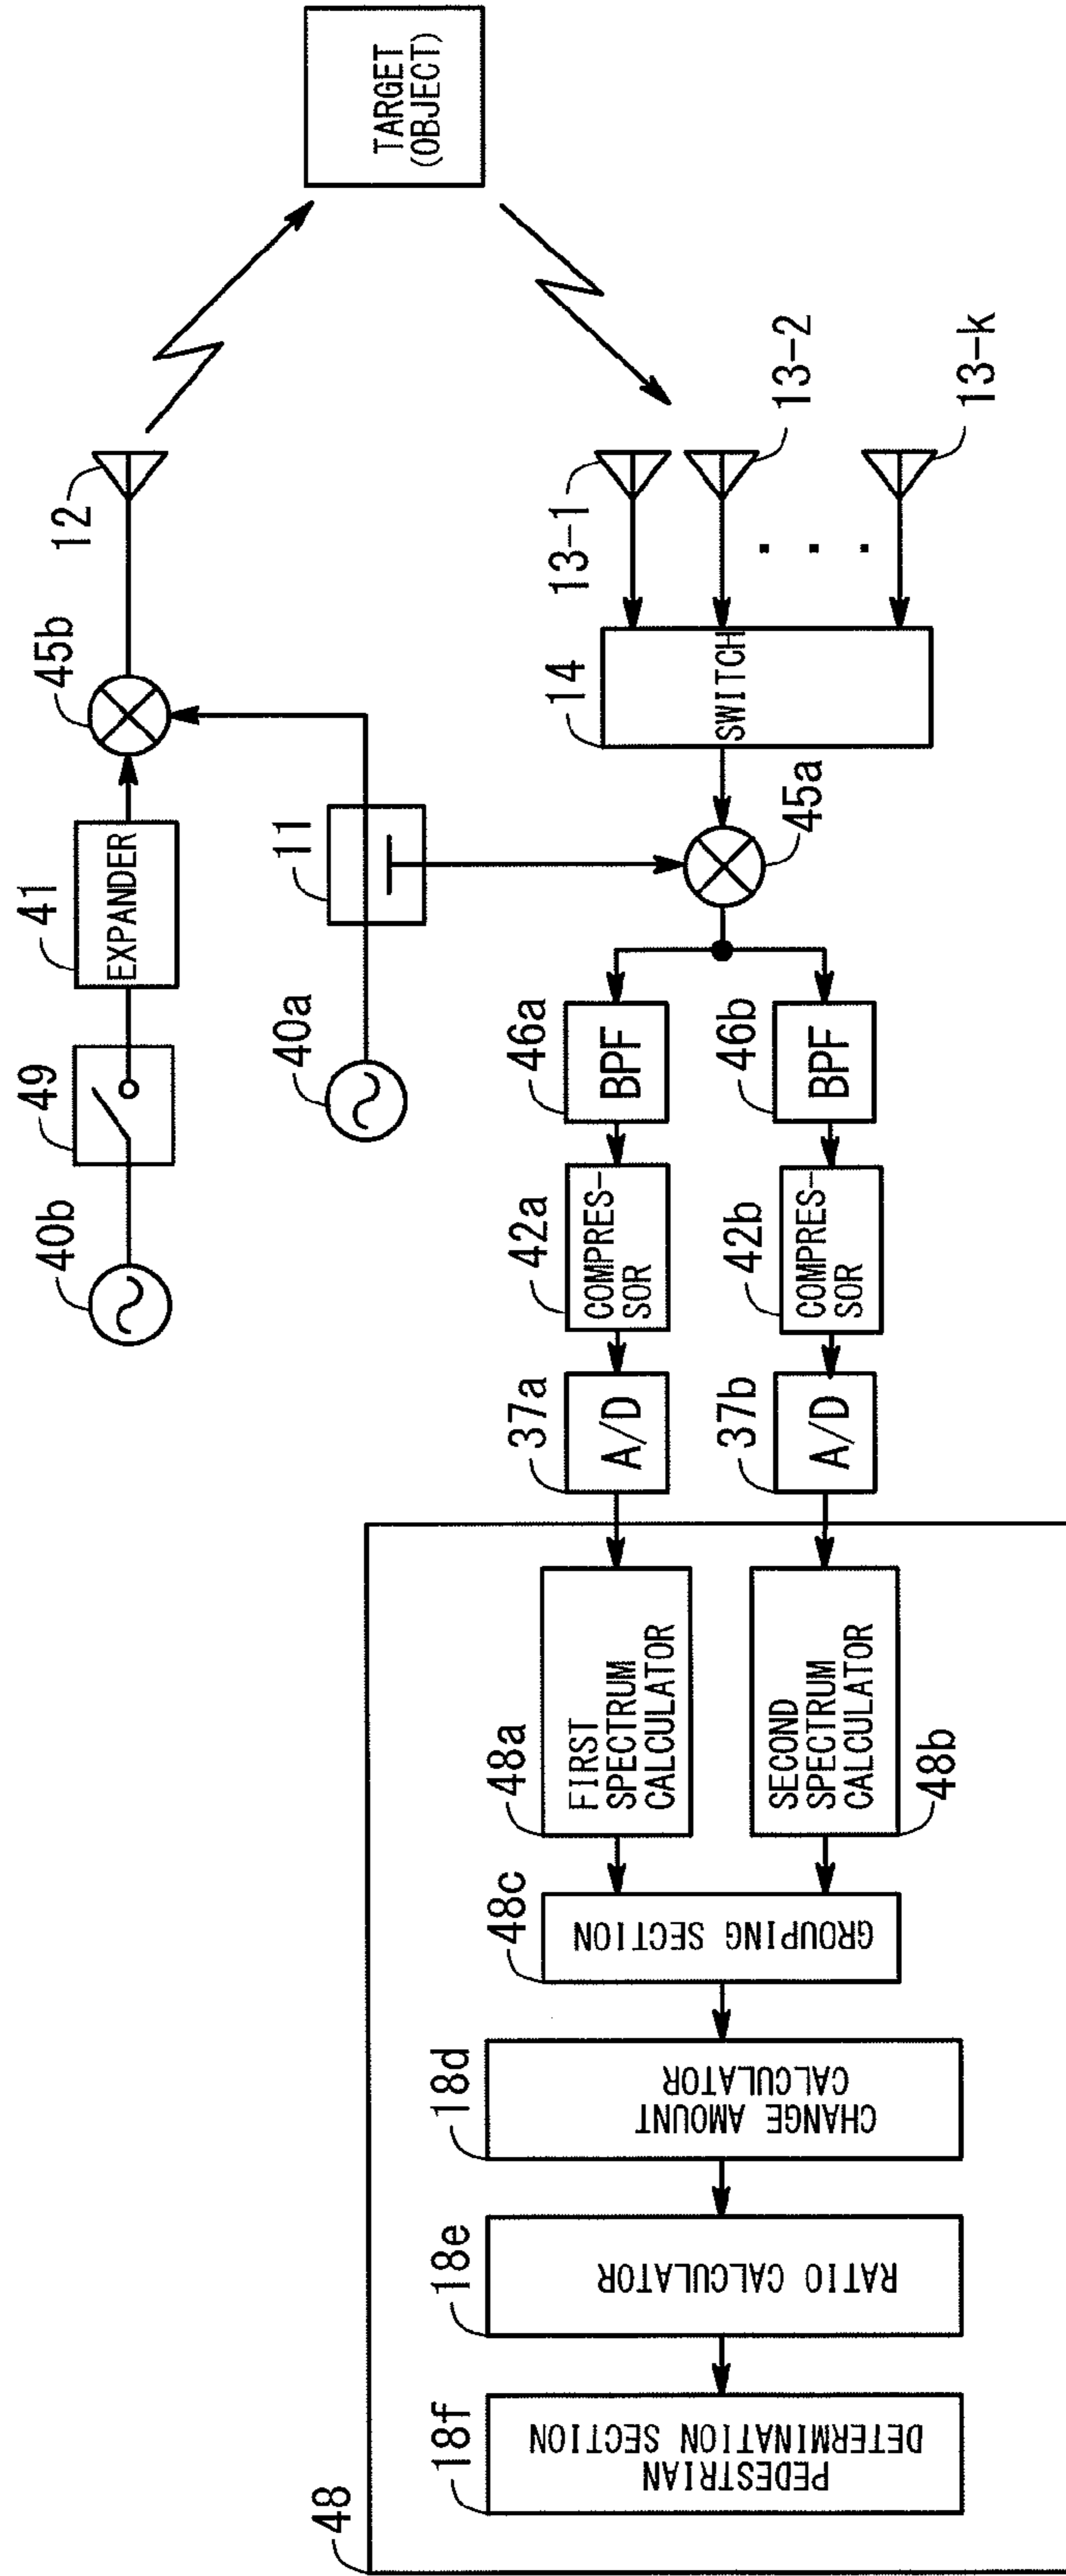 40b
49
41
EXPANDER
45b
12
TARGET
(OBJECT)
40a
11
48
18f
PEDESTRIAN
DETERMINATION SECTION
18e
RATIO CALCULATOR
18d
CHANGE AMOUNT
CALCULATOR
48c
GROUPING SECTION
48a
FIRST
SPECTRUM
CALCULATOR
37a
A/D
42a
COMPRES-
SOR
46a
BPF
14
SWITCH
13-1
13-2
13-k
45a
SECOND
SPECTRUM
CALCULATOR
48b
37b
A/D
42b
COMPRES-
SOR
46b
BPF